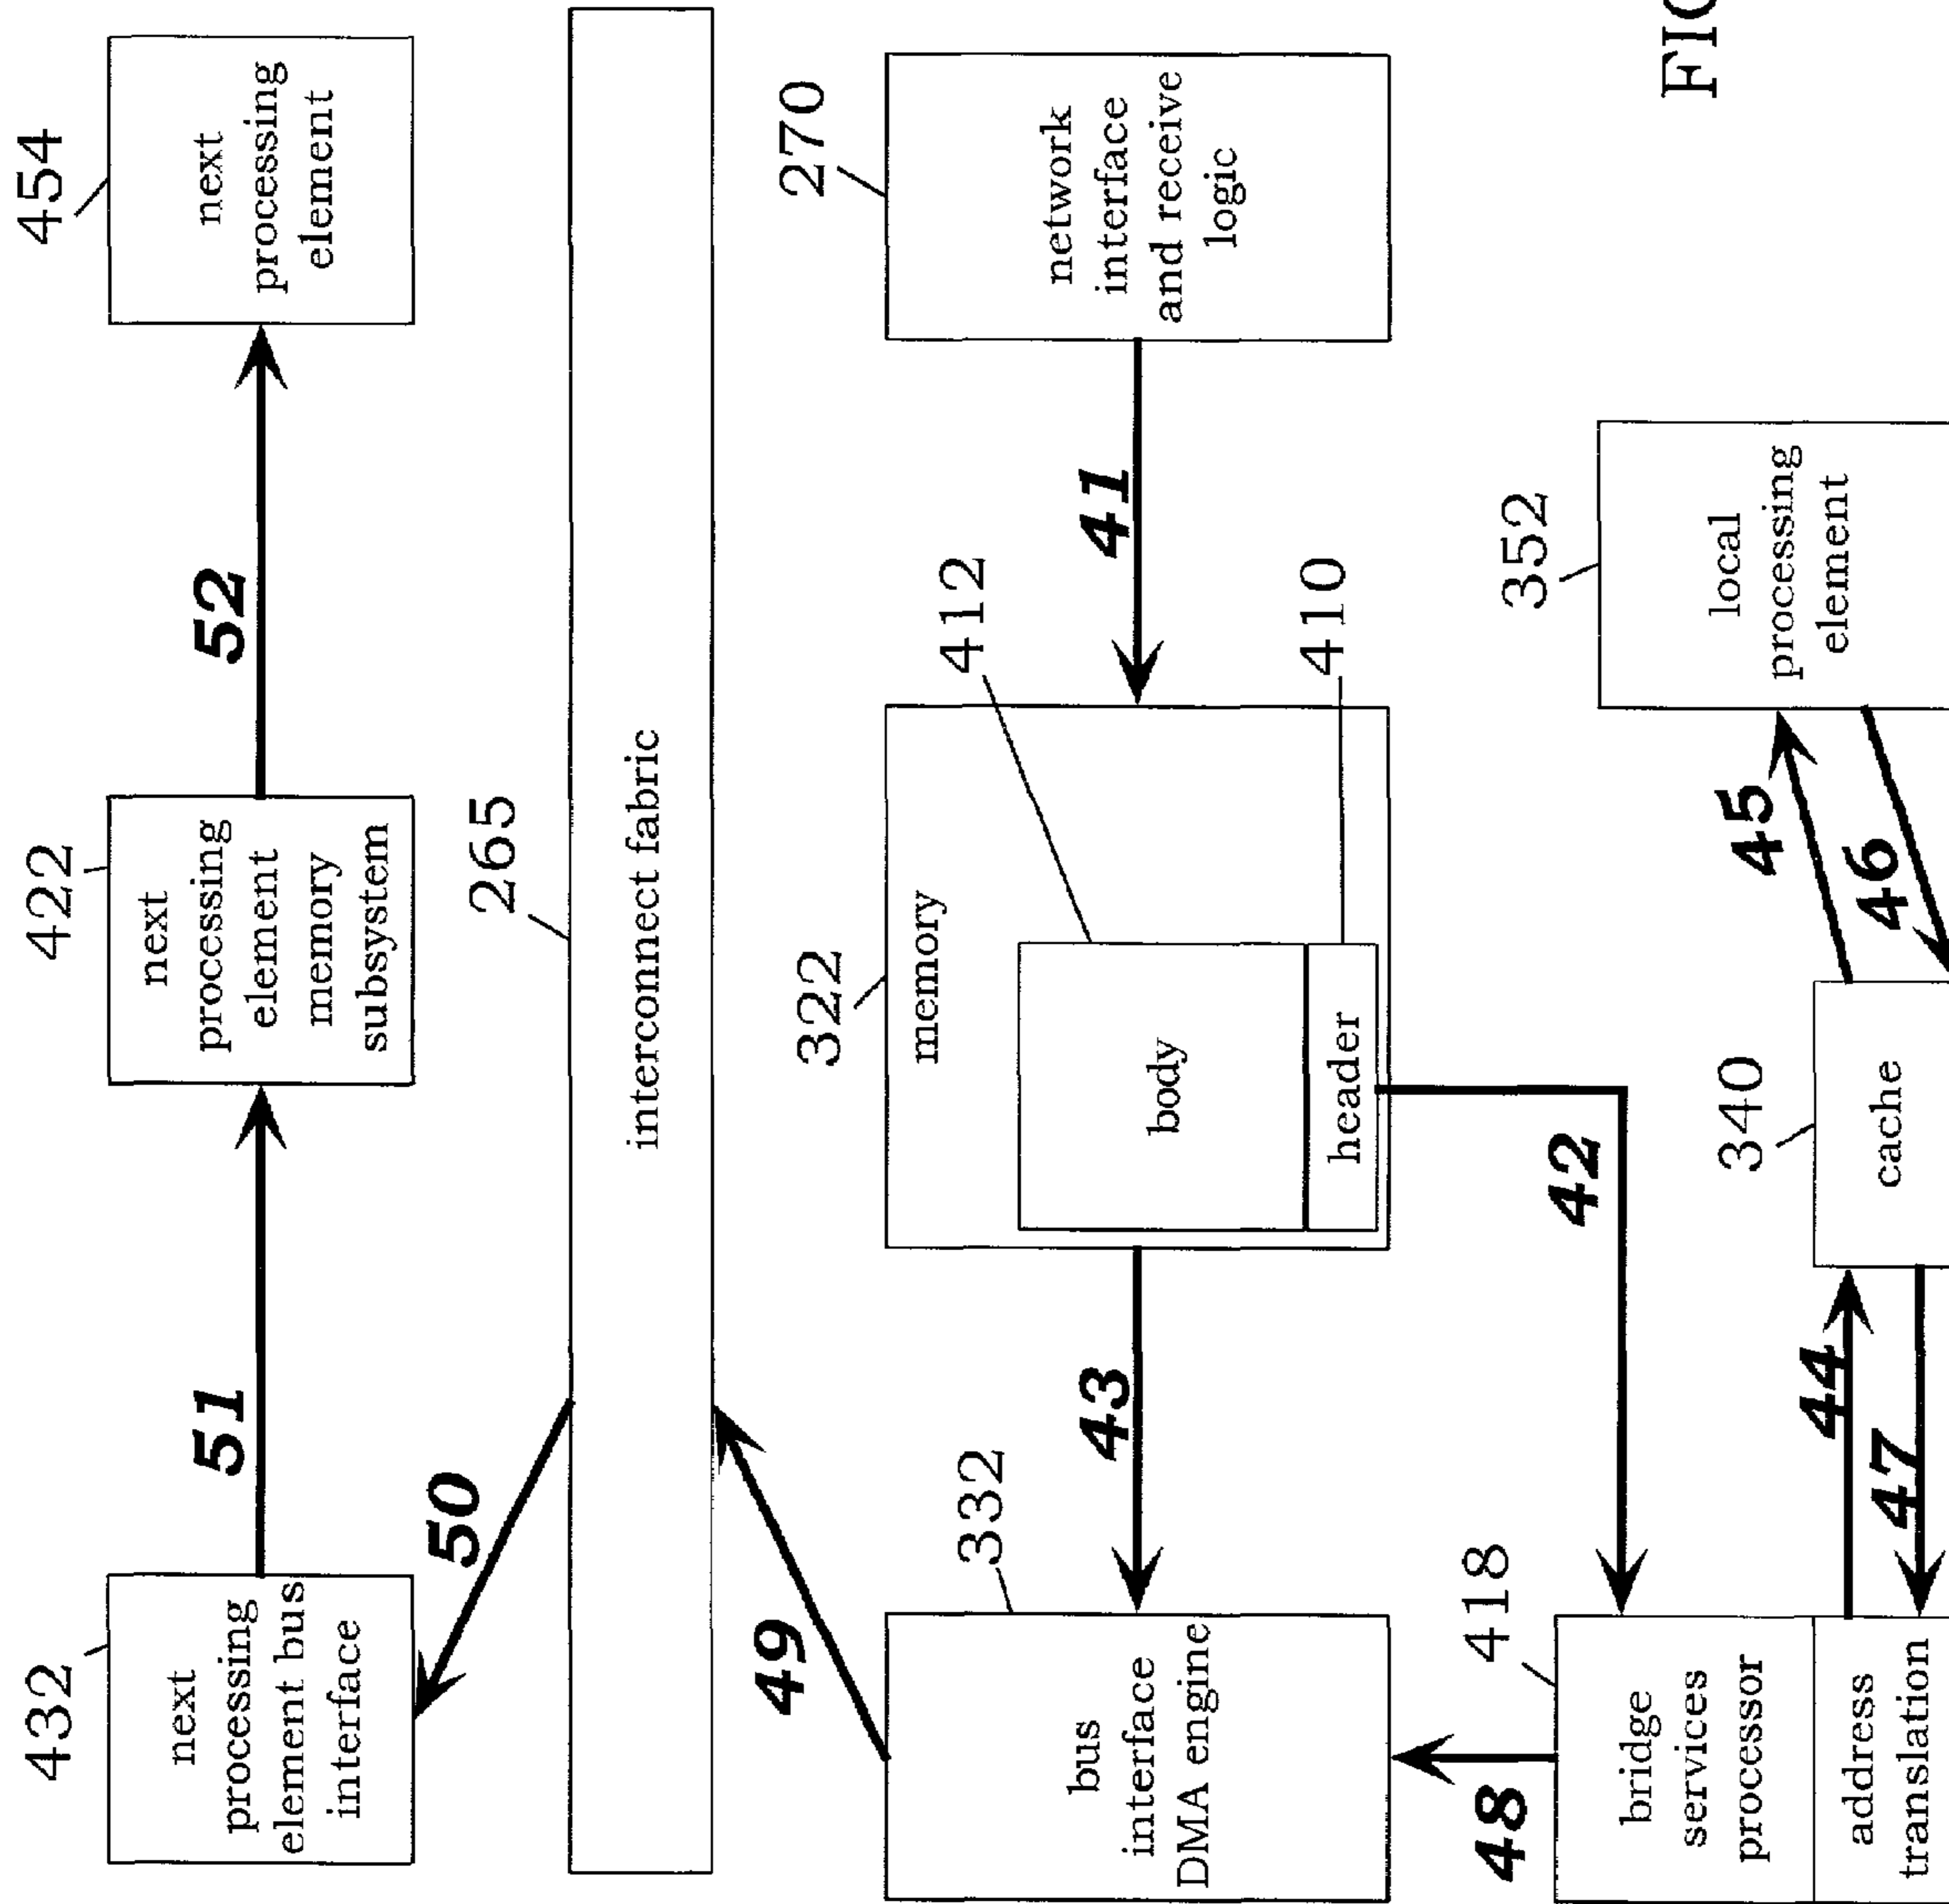 454
next
processing
element
52
422
next
processing
element
memory
subsystem
51
432
next
processing
element bus
interface
50
265
interconnect fabric
49
270
network
interface
and receive
logic
41
412
410
322
memory
body
header
43
42
332
bus
interface
DMA engine
48
418
bridge
services
processor
address
translation
44
47
340
cache
45
46
352
local
processing
element